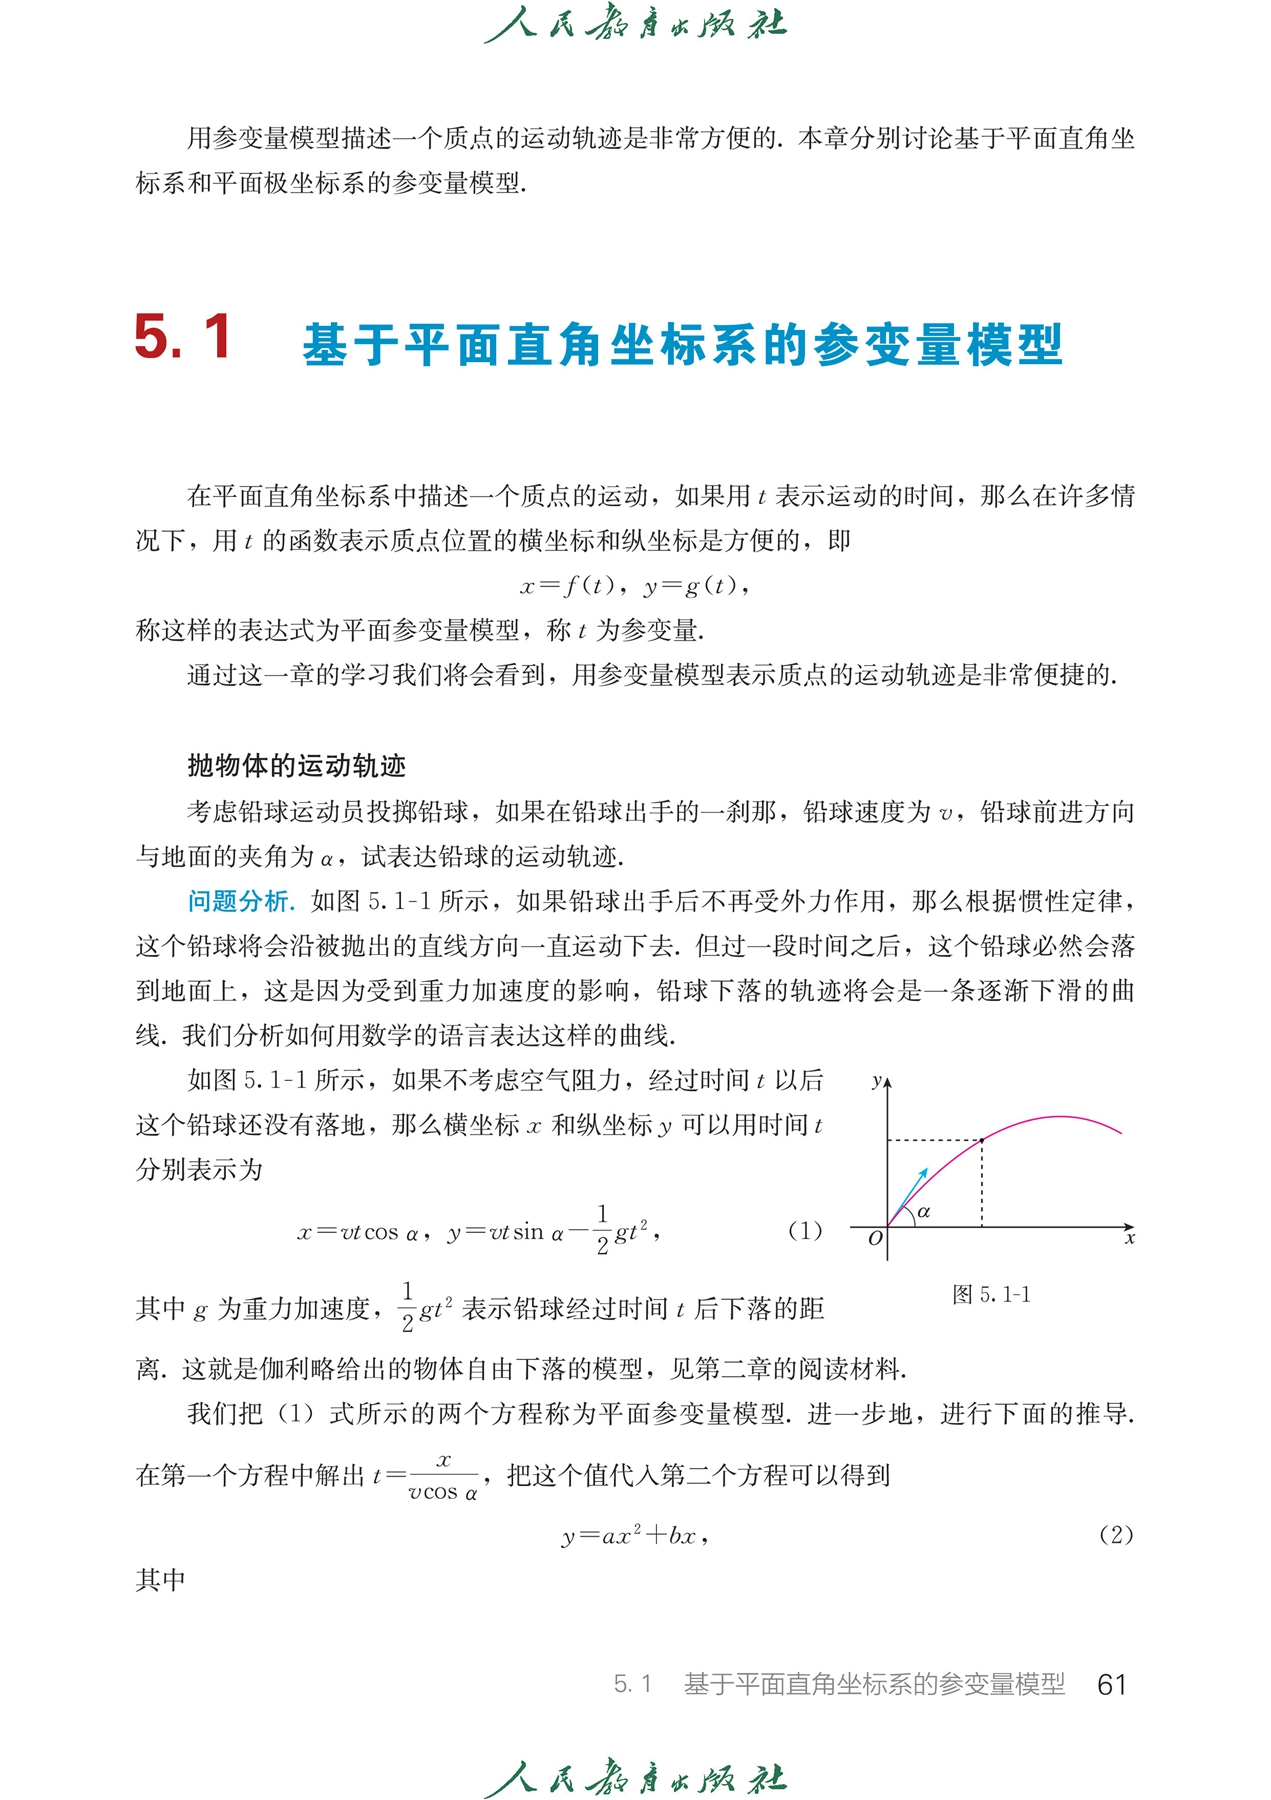 人民教育出版社
用参变量模型描述一个质点的运动轨迹是非常方便的. 本章分别讨论基于平面直角坐
标系和平面极坐标系的参变量模型.
5.1 基于平面直角坐标系的参变量模型
在平面直角坐标系中描述一个质点的运动，如果用 t 表示运动的时间，那么在许多情
况下，用 t 的函数表示质点位置的横坐标和纵坐标是方便的，即
x=f(t)，y=g(t)，
称这样的表达式为平面参变量模型，称 t 为参变量.
通过这一章的学习我们将会看到，用参变量模型表示质点的运动轨迹是非常便捷的.
抛物体的运动轨迹
考虑铅球运动员投掷铅球，如果在铅球出手的一刹那，铅球速度为 v，铅球前进方向
与地面的夹角为 α，试表达铅球的运动轨迹.
问题分析. 如图 5.1-1 所示，如果铅球出手后不再受外力作用，那么根据惯性定律，
这个铅球将会沿被抛出的直线方向一直运动下去. 但过一段时间之后，这个铅球必然会落
到地面上，这是因为受到重力加速度的影响，铅球下落的轨迹将会是一条逐渐下滑的曲
线. 我们分析如何用数学的语言表达这样的曲线.
如图 5.1-1 所示，如果不考虑空气阻力，经过时间 t 以后
这个铅球还没有落地，那么横坐标 x 和纵坐标 y 可以用时间 t
分别表示为
x=vtcos α，y=vtsin α−\frac{1}{2}gt²， (1)
其中 g 为重力加速度，\frac{1}{2}gt² 表示铅球经过时间 t 后下落的距
y
α
O
x
图 5.1-1
离. 这就是伽利略给出的物体自由下落的模型，见第二章的阅读材料.
我们把（1）式所示的两个方程称为平面参变量模型. 进一步地，进行下面的推导.
在第一个方程中解出 t=\frac{x}{vcos α}，把这个值代入第二个方程可以得到
y=ax²+bx， (2)
其中
5.1 基于平面直角坐标系的参变量模型 61
人民教育出版社